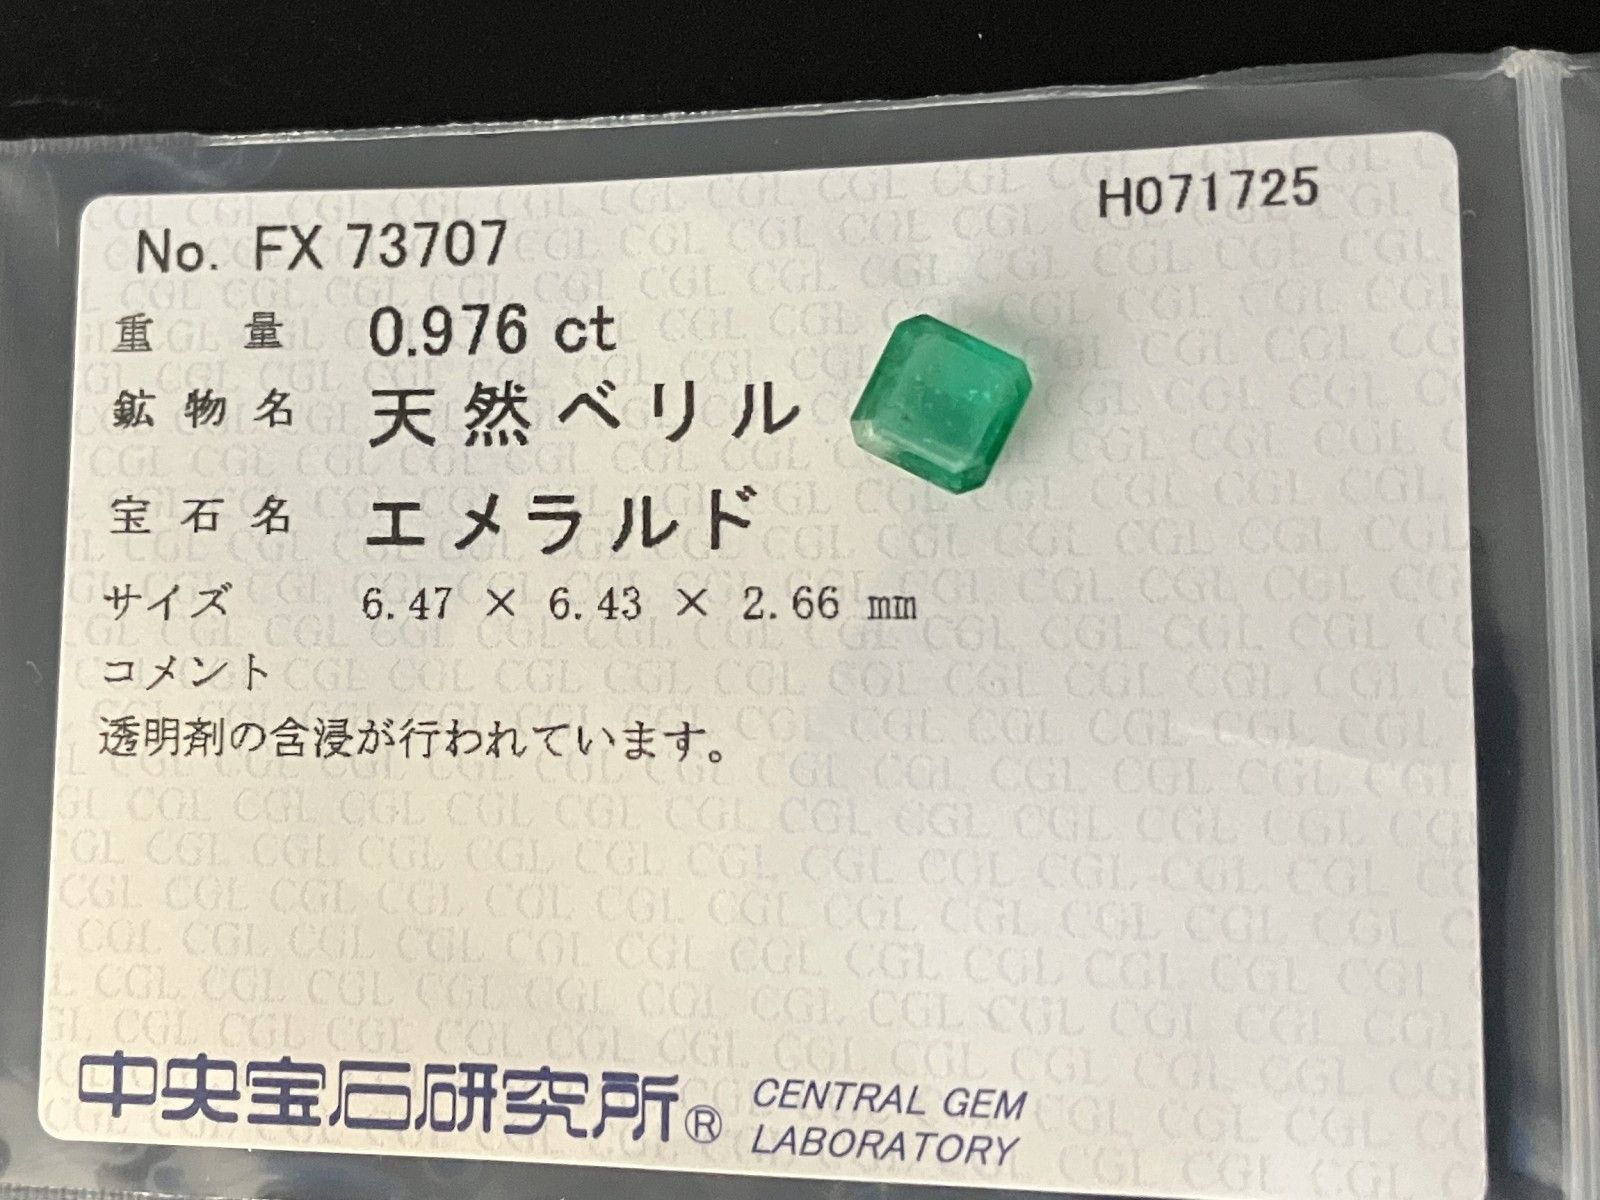 H071725
No. FX 73707
重量 0.976 ct
鉱物名 天然ベリル
宝石名 エメラルド
サイズ 6.47 × 6.43 × 2.66 mm
コメント
透明剤の含浸が行われています。
中央宝石研究所® CENTRAL GEM
LABORATORY